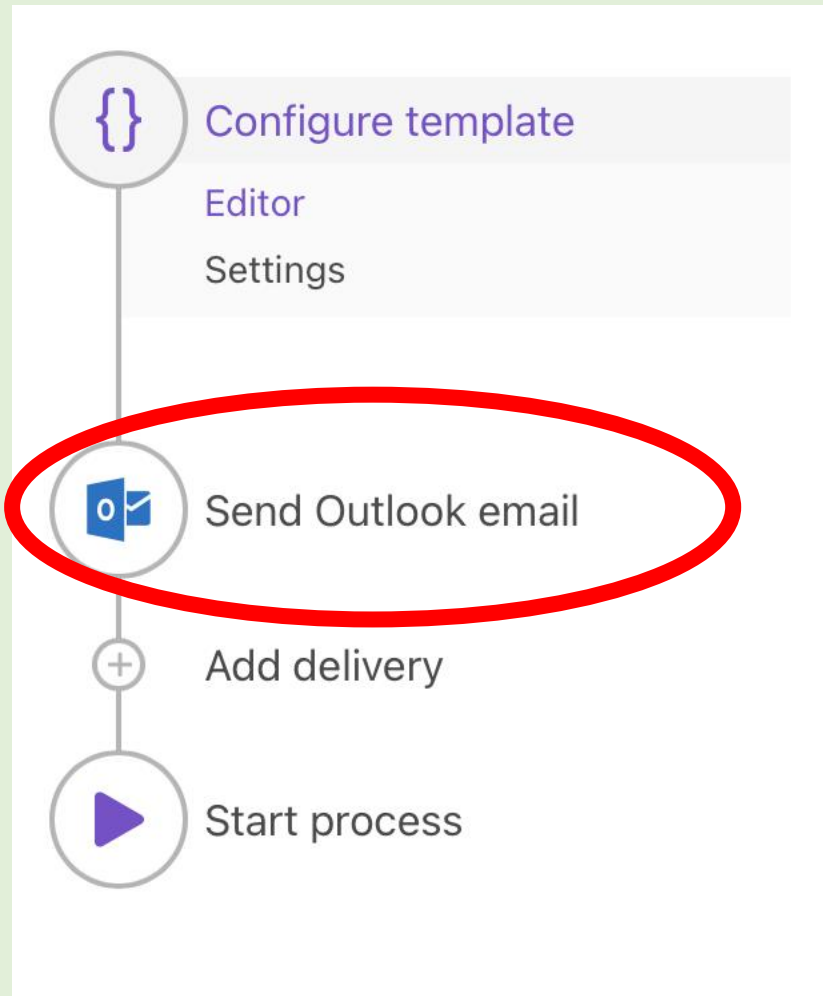 {}
Configure template
Editor
Settings
O
Send Outlook email
Add delivery
Start process